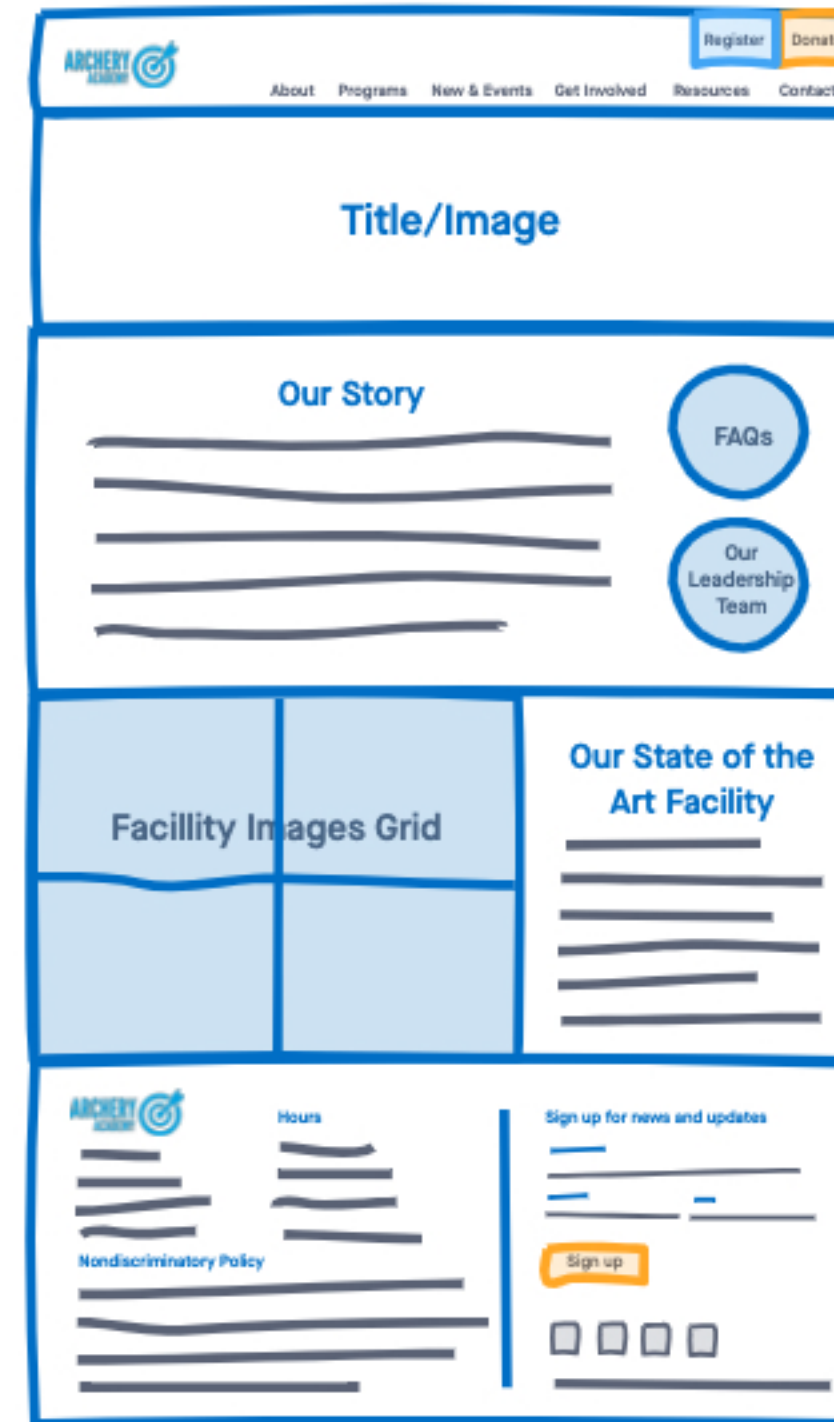 ARCHERY
ACADEMY
Register Donat
About Programs New & Events Get Involved Resources Contact
Title/Image
Our Story
FAQs
Our
Leadership
Team
Facillity Images Grid
Our State of the
Art Facility
ARCHERY
ACADEMY
Hours
Nondiscriminatory Policy
Sign up for news and updates
Sign up